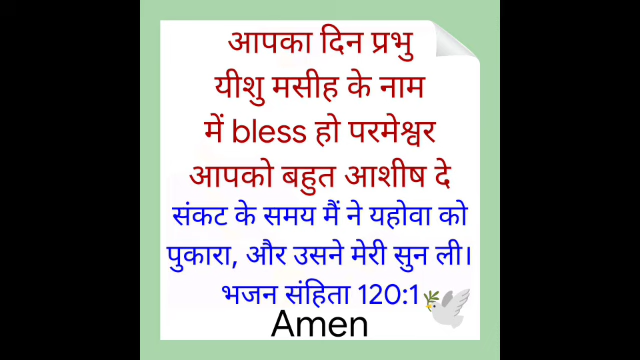 आपका दिन प्रभु
यीशु मसीह के नाम
में bless हो परमेश्वर
आपको बहुत आशीष दे
संकट के समय मैं ने यहोवा को
पुकारा, और उसने मेरी सुन ली।
भजन संहिता 120:1
Amen